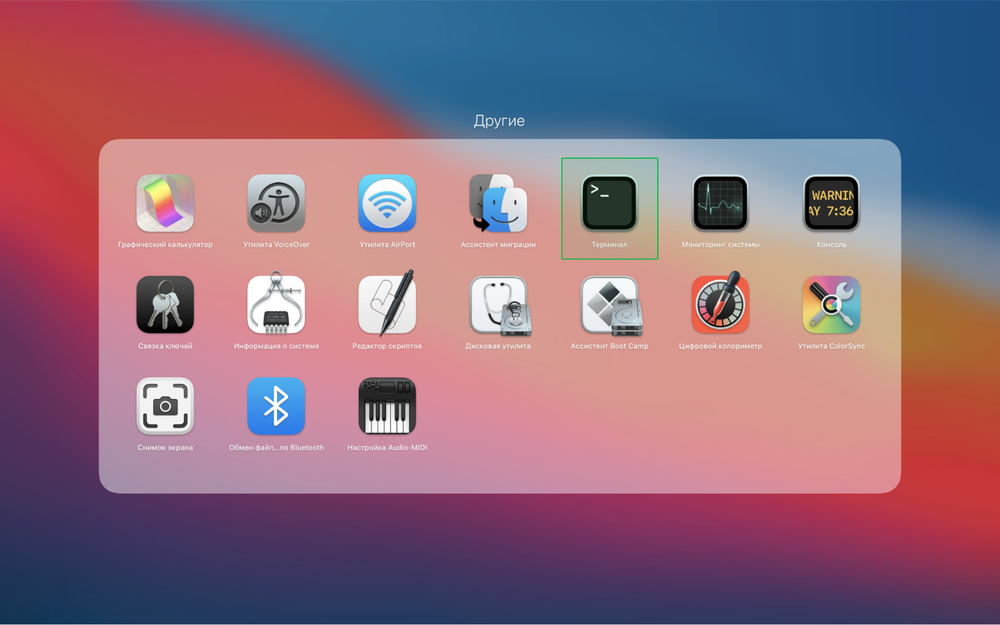 Другие
>_
WARNIN
AY 7:36
Графический калькулятор
Утилита VoiceOver
Утилита AirPort
Ассистент миграции
Терминал
Мониторинг системы
Консоль
Связка ключей
Информация о системе
Редактор скриптов
Дисковая утилита
Ассистент Boot Camp
Цифровой колориметр
Утилита ColorSync
Снимок экрана
Обмен файл...по Bluetooth
Настройка Audio-MIDI